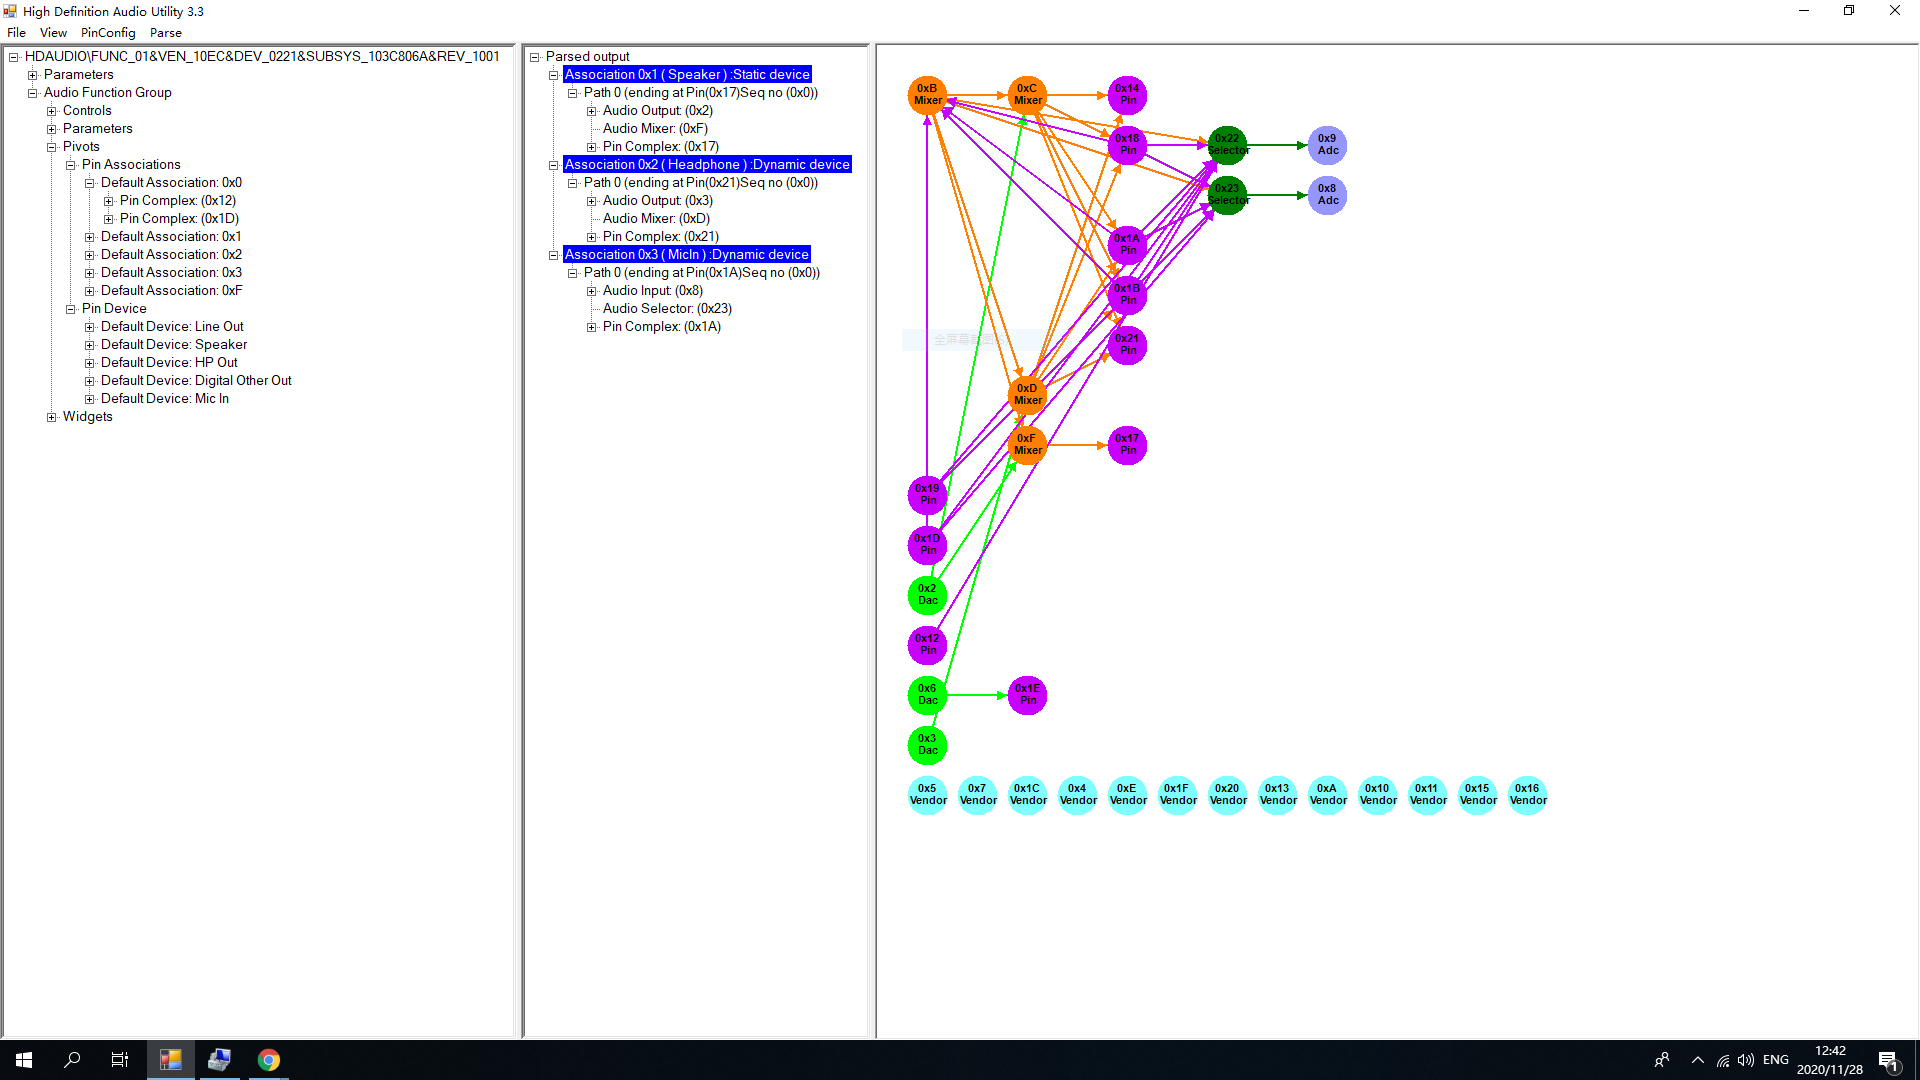 High Definition Audio Utility 3.3
File View PinConfig Parse
HDAUDIO\FUNC_01&VEN_10EC&DEV_0221&SUBSYS_103C806A&REV_1001
Parameters
Audio Function Group
Controls
Parameters
Pivots
Pin Associations
Default Association: 0x0
Pin Complex: (0x12)
Pin Complex: (0x1D)
Default Association: 0x1
Default Association: 0x2
Default Association: 0x3
Default Association: 0xF
Pin Device
Default Device: Line Out
Default Device: Speaker
Default Device: HP Out
Default Device: Digital Other Out
Default Device: Mic In
Widgets
Parsed output
Association 0x1 ( Speaker ) :Static device
Path 0 (ending at Pin(0x17)Seq no (0x0))
Audio Output: (0x2)
Audio Mixer: (0xF)
Pin Complex: (0x17)
Association 0x2 ( Headphone ) :Dynamic device
Path 0 (ending at Pin(0x21)Seq no (0x0))
Audio Output: (0x3)
Audio Mixer: (0xD)
Pin Complex: (0x21)
Association 0x3 ( MicIn ) :Dynamic device
Path 0 (ending at Pin(0x1A)Seq no (0x0))
Audio Input: (0x8)
Audio Selector: (0x23)
Pin Complex: (0x1A)
0xB
Mixer
0xC
Mixer
0x14
Pin
0x18
Pin
0x22
Selector
0x9
Adc
0x23
Selector
0x8
Adc
0x1A
Pin
0x1B
Pin
0x21
Pin
0xD
Mixer
0xF
Mixer
0x17
Pin
0x19
Pin
0x1D
Pin
0x2
Dac
0x12
Pin
0x6
Dac
0x1E
Pin
0x3
Dac
0x5
Vendor
0x7
Vendor
0x1C
Vendor
0x4
Vendor
0xE
Vendor
0x1F
Vendor
0x20
Vendor
0x13
Vendor
0xA
Vendor
0x10
Vendor
0x11
Vendor
0x15
Vendor
0x16
Vendor
ENG
12:42
2020/11/28
1